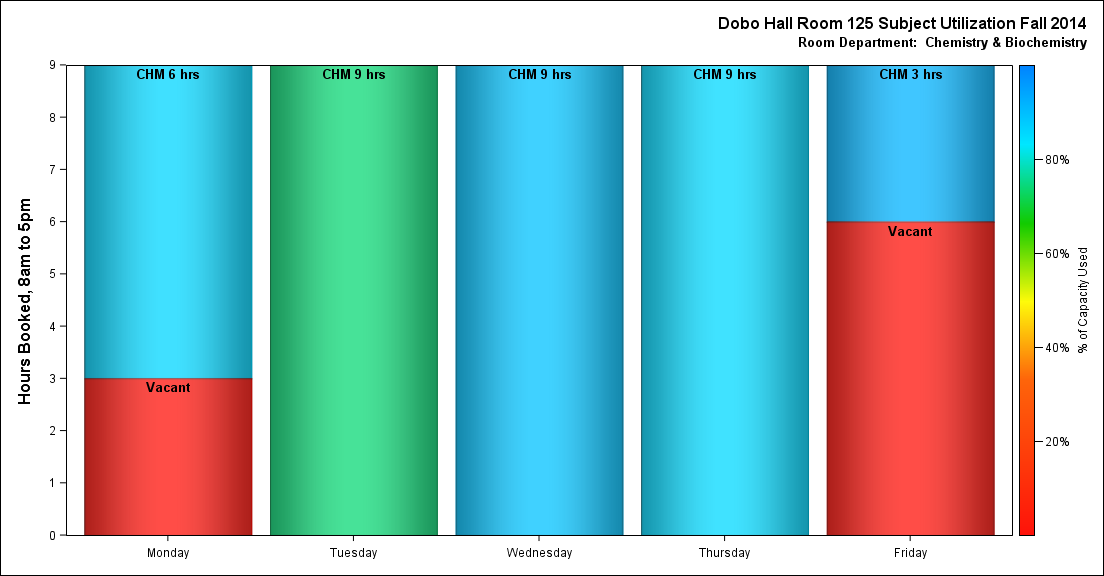 Dobo Hall Room 125 Subject Utilization Fall 2014
Room Department:  Chemistry & Biochemistry
Hours Booked, 8am to 5pm
9
8
7
6
5
4
3
2
1
0
CHM 6 hrs
Vacant
CHM 9 hrs
CHM 9 hrs
CHM 9 hrs
CHM 3 hrs
Vacant
Monday
Tuesday
Wednesday
Thursday
Friday
80%
60%
40%
20%
% of Capacity Used